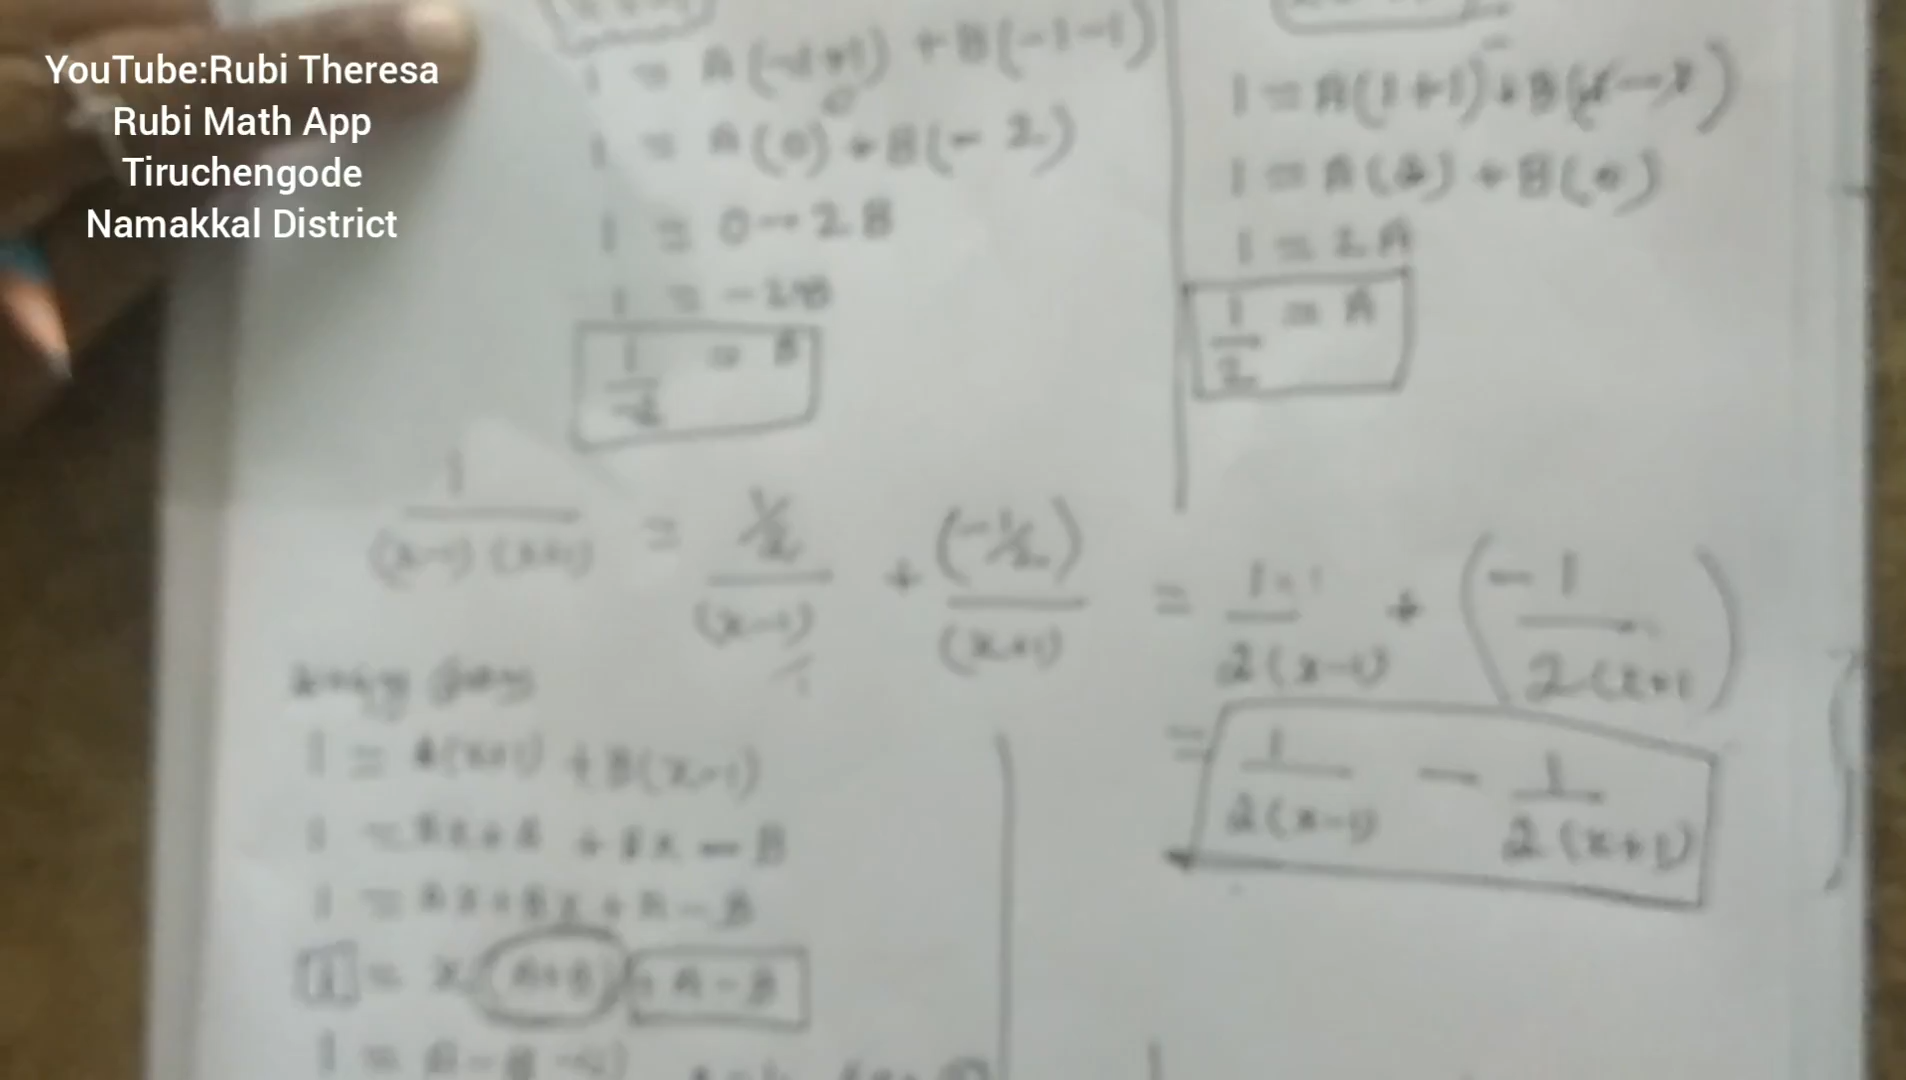 YouTube:Rubi Theresa
Rubi Math App
Tiruchengode
Namakkal District
1 = A(-1+1) + B(-1-1)
1 = A(0) + B(- 2)
1 = 0 - 2B
1 = -2B
1/-2 = B
1 = A(1+1) + B(1-1)
1 = A(2) + B(0)
1 = 2A
1/2 = A
1/(x-1)(x+1) = 1/2/(x-1) + (-1/2)/(x+1) = 1/2(x-1) + (-1/2(x+1)
= 1/2(x-1) - 1/2(x+1)
1 = A(x+1) + B(x-1)
1 = Ax+A + Bx - B
1 = Ax+Bx+A-B
1 = x(A+B) + A-B
1 = A-B